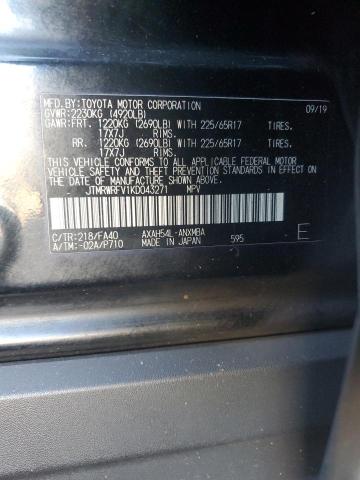 MFD.BY:TOYOTA MOTOR CORPORATION 09/19
GVWR:2230KG (4920LB)
GAWR:FRT. 1220KG (2690LB) WITH 225/65R17 TIRES.
17X7J RIMS.
RR. 1220KG (2690LB) WITH 225/65R17 TIRES.
17X7J RIMS.
THIS VEHICLE CONFORMS TO ALL APPLICABLE FEDERAL MOTOR
VEHICLE SAFETY, BUMPER, AND THEFT PREVENTION STANDARDS
IN EFFECT ON THE DATE OF MANUFACTURE SHOWN ABOVE.
JTMRWRFV1KD043271 MPV
C/TR:218/FA40 AXAH54L-ANXMBA 595 E
A/TM:-02A/P710 MADE IN JAPAN